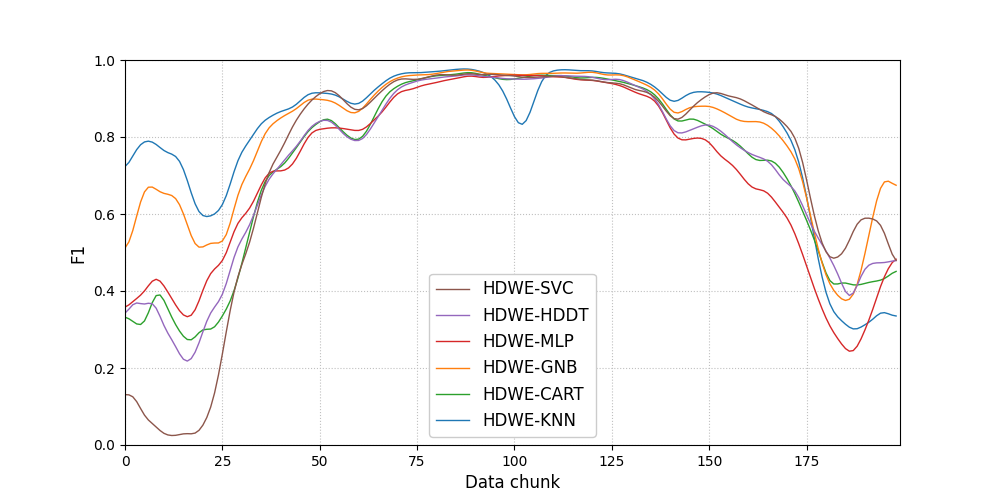 1.0
0.8
0.6
0.4
0.2
0.0
F1
HDWE-SVC
HDWE-HDDT
HDWE-MLP
HDWE-GNB
HDWE-CART
HDWE-KNN
0 25 50 75 100 125 150 175
Data chunk